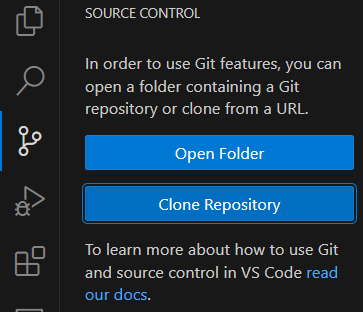 SOURCE CONTROL
In order to use Git features, you can
open a folder containing a Git
repository or clone from a URL.
Open Folder
Clone Repository
To learn more about how to use Git
and source control in VS Code read
our docs.